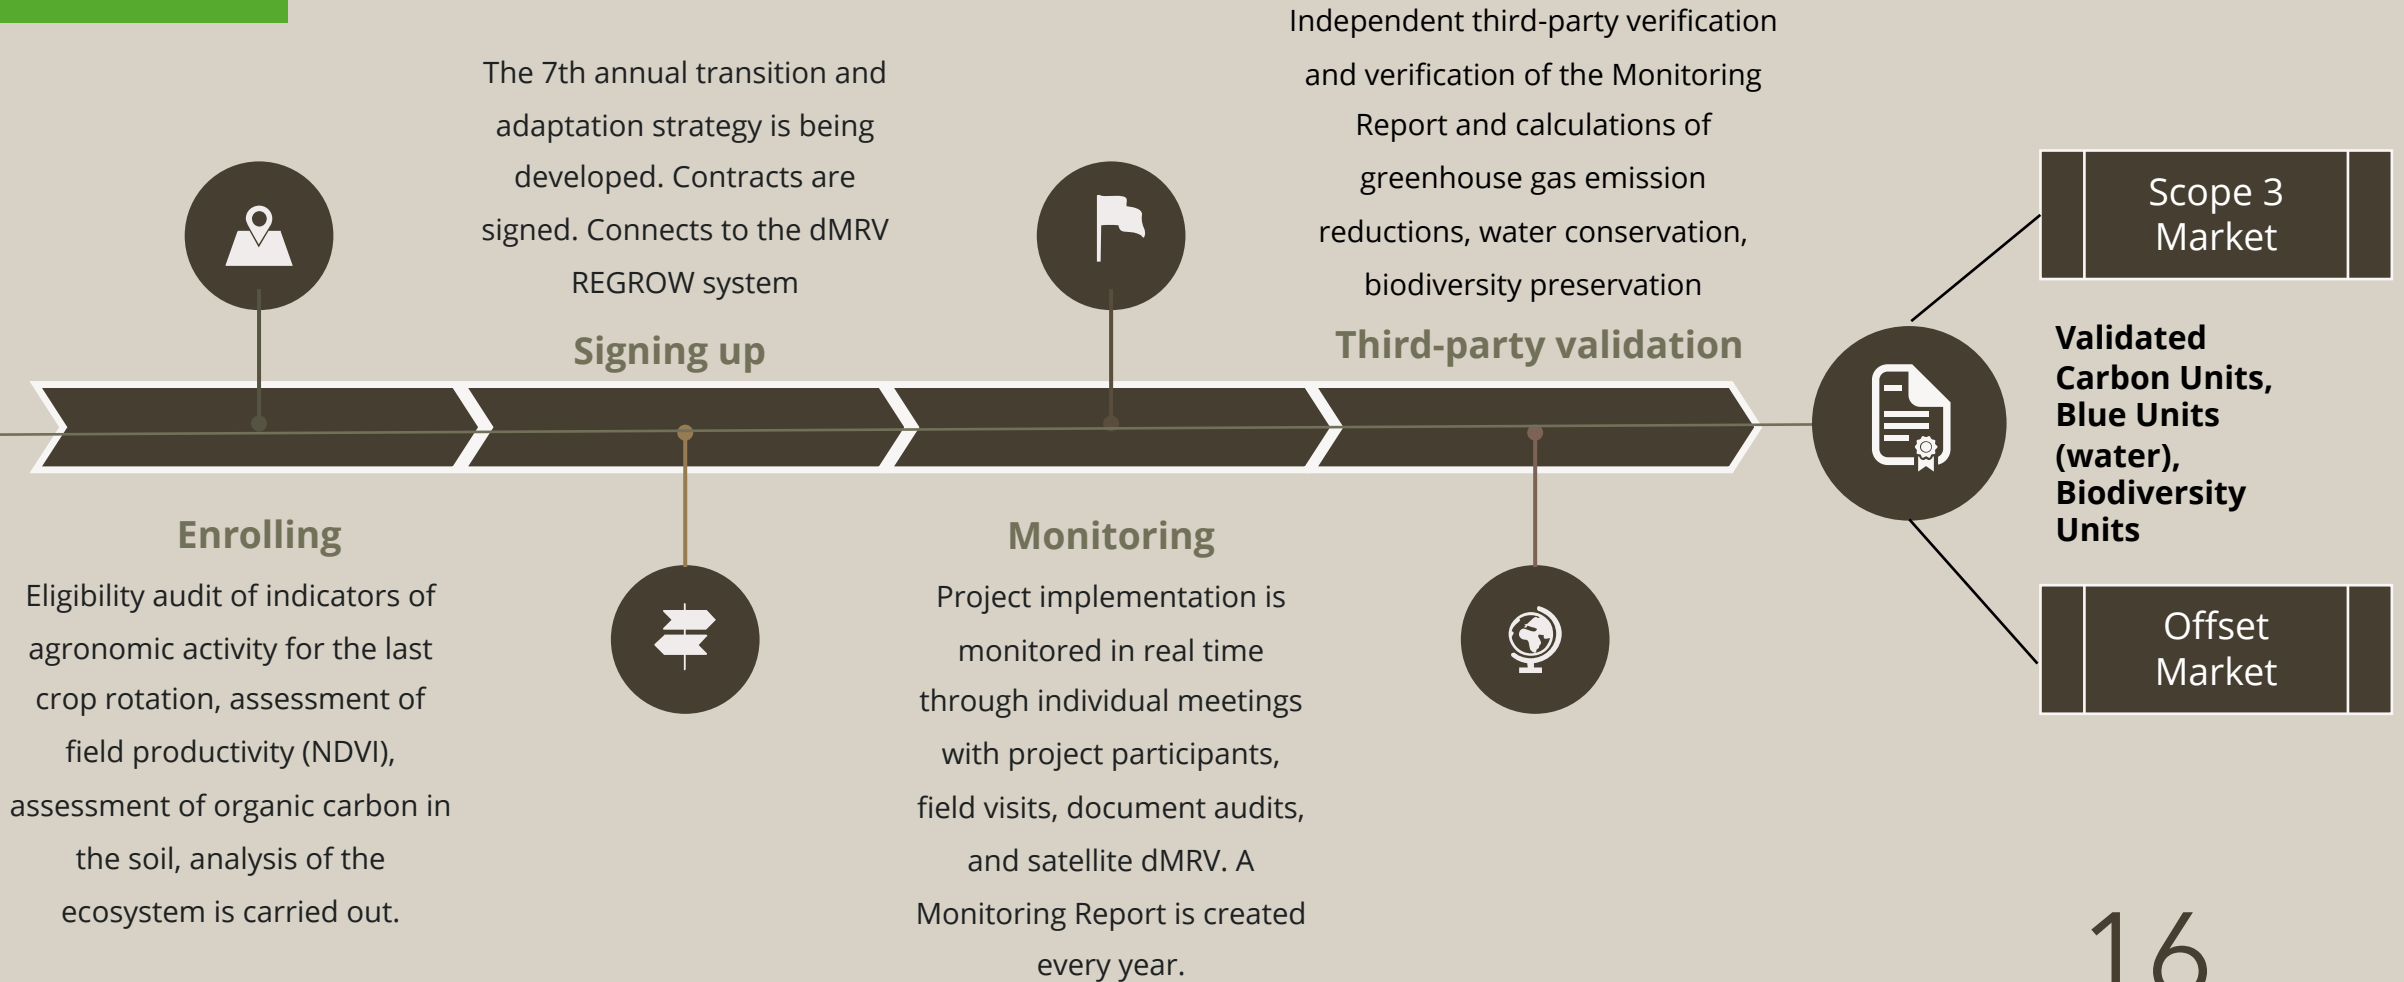 Enrolling
Eligibility audit of indicators of
agronomic activity for the last
crop rotation, assessment of
field productivity (NDVI),
assessment of organic carbon in
the soil, analysis of the
ecosystem is carried out.
The 7th annual transition and
adaptation strategy is being
developed. Contracts are
signed. Connects to the dMRV
REGROW system
Signing up
Monitoring
Project implementation is
monitored in real time
through individual meetings
with project participants,
field visits, document audits,
and satellite dMRV. A
Monitoring Report is created
every year.
Independent third-party verification
and verification of the Monitoring
Report and calculations of
greenhouse gas emission
reductions, water conservation,
biodiversity preservation
Third-party validation
Scope 3
Market
Validated
Carbon Units,
Blue Units
(water),
Biodiversity
Units
Offset
Market
16